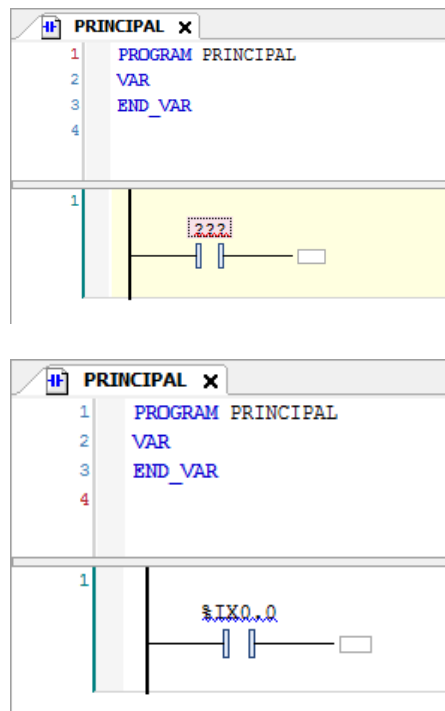 PRINCIPAL X
1 PROGRAM PRINCIPAL
2 VAR
3 END_VAR
4
1
???
PRINCIPAL X
1 PROGRAM PRINCIPAL
2 VAR
3 END_VAR
4
1
%IX0.0